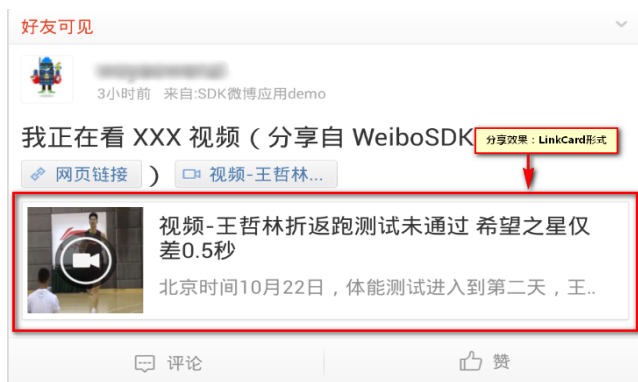 好友可见
3小时前 来自:SDK微博应用demo
我正在看 XXX 视频（分享自 WeiboSDK
分享效果：LinkCard形式
网页链接 ） 视频-王哲林...
视频-王哲林折返跑测试未通过 希望之星仅
差0.5秒
北京时间10月22日，体能测试进入到第二天，王..
评论 赞